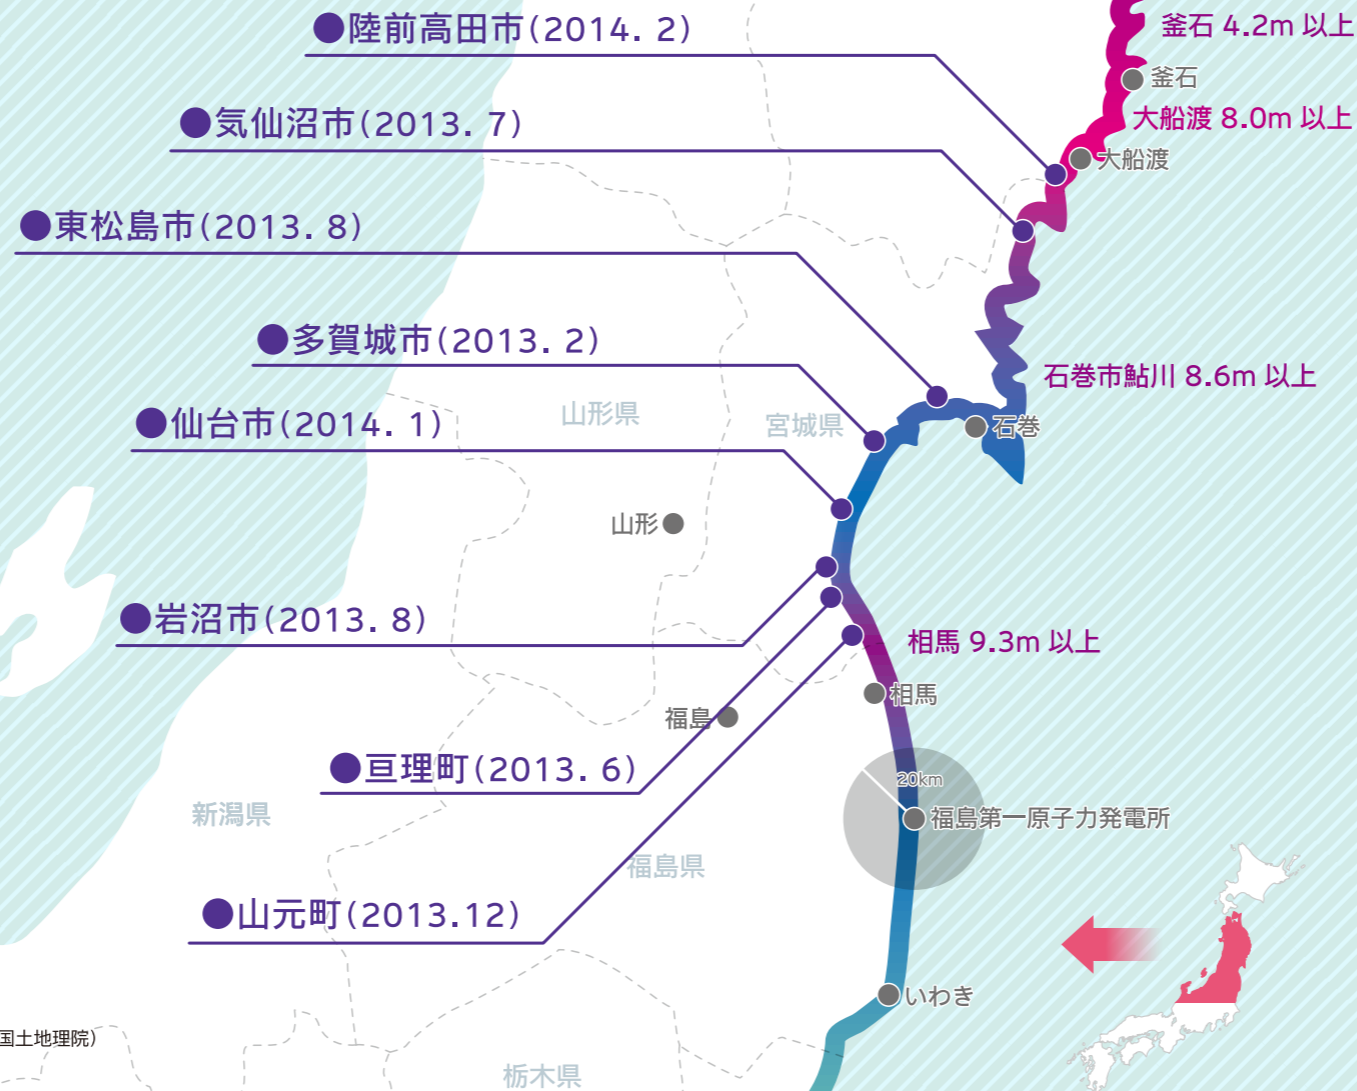 ●陸前高田市(2014. 2)
釜石 4.2m 以上
釜石
●気仙沼市(2013. 7)
大船渡 8.0m 以上
大船渡
●東松島市(2013. 8)
●多賀城市(2013. 2)
石巻市鮎川 8.6m 以上
●仙台市(2014. 1)
山形県
宮城県
石巻
山形
●岩沼市(2013. 8)
相馬 9.3m 以上
相馬
福島
●亘理町(2013. 6)
20km
新潟県
福島第一原子力発電所
福島県
●山元町(2013.12)
いわき
国土地理院)
栃木県